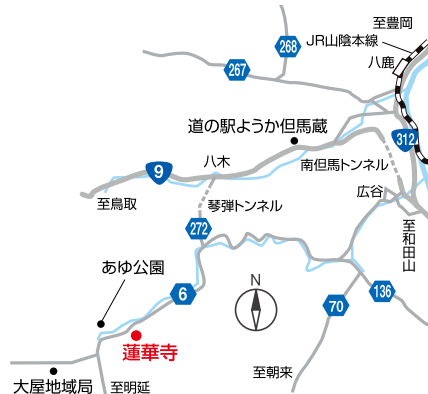 至豊岡
JR山陰本線
268
八鹿
267
道の駅ようか但馬蔵
312
八木
南但馬トンネル
9
広谷
至鳥取
琴弾トンネル
至和田山
272
あゆ公園
N
6
136
70
蓮華寺
至朝来
大屋地域局
至明延